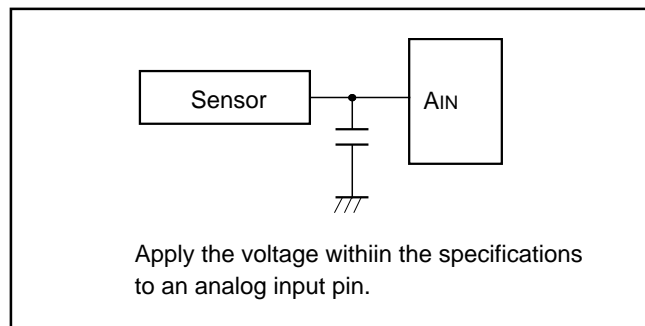 Sensor
AIN
Apply the voltage withiin the specifications
to an analog input pin.